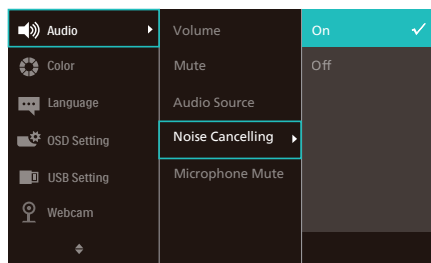 Audio
Color
Language
OSD Setting
USB Setting
Webcam
Volume
Mute
Audio Source
Noise Cancelling
Microphone Mute
On
Off